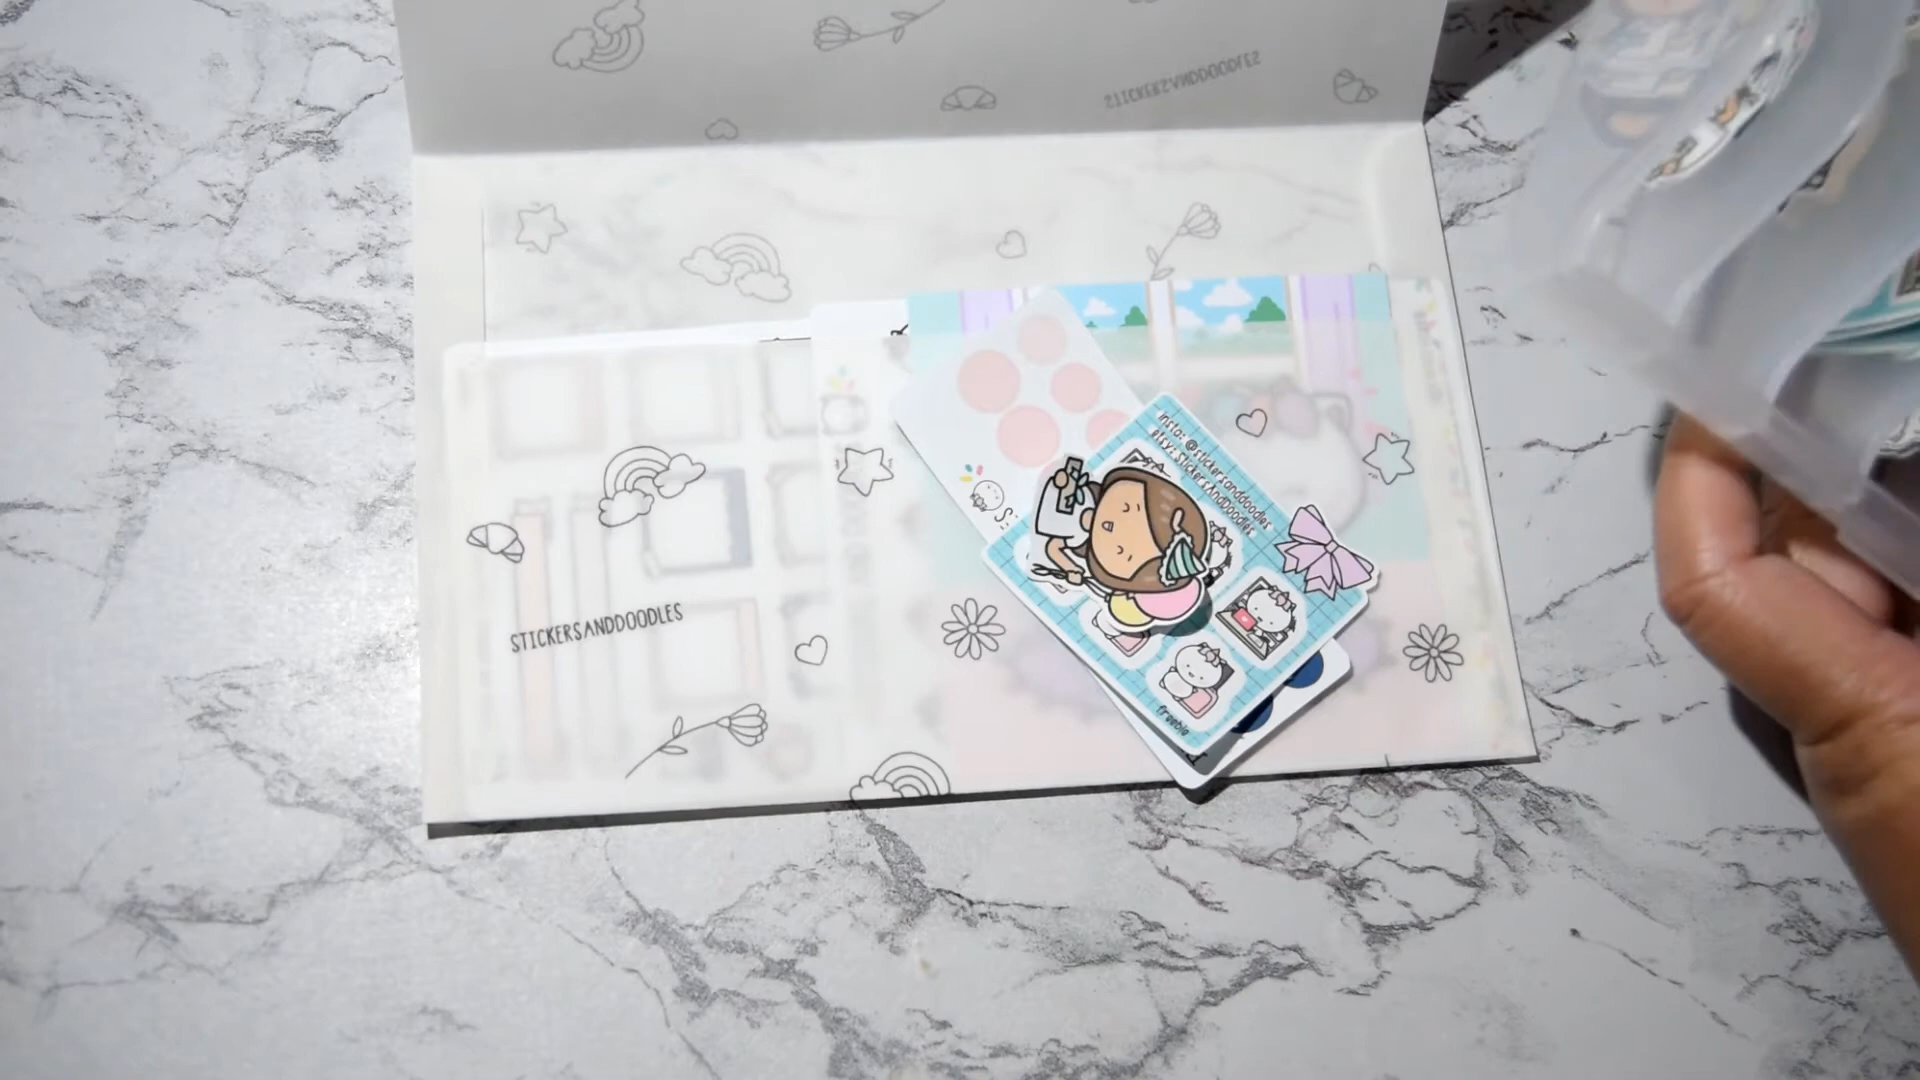 STICKERSANDDOODLES
insta: @stickersanddoodles
etsy: StickersAndDoodles
STICKERSANDDOODLES
freebie